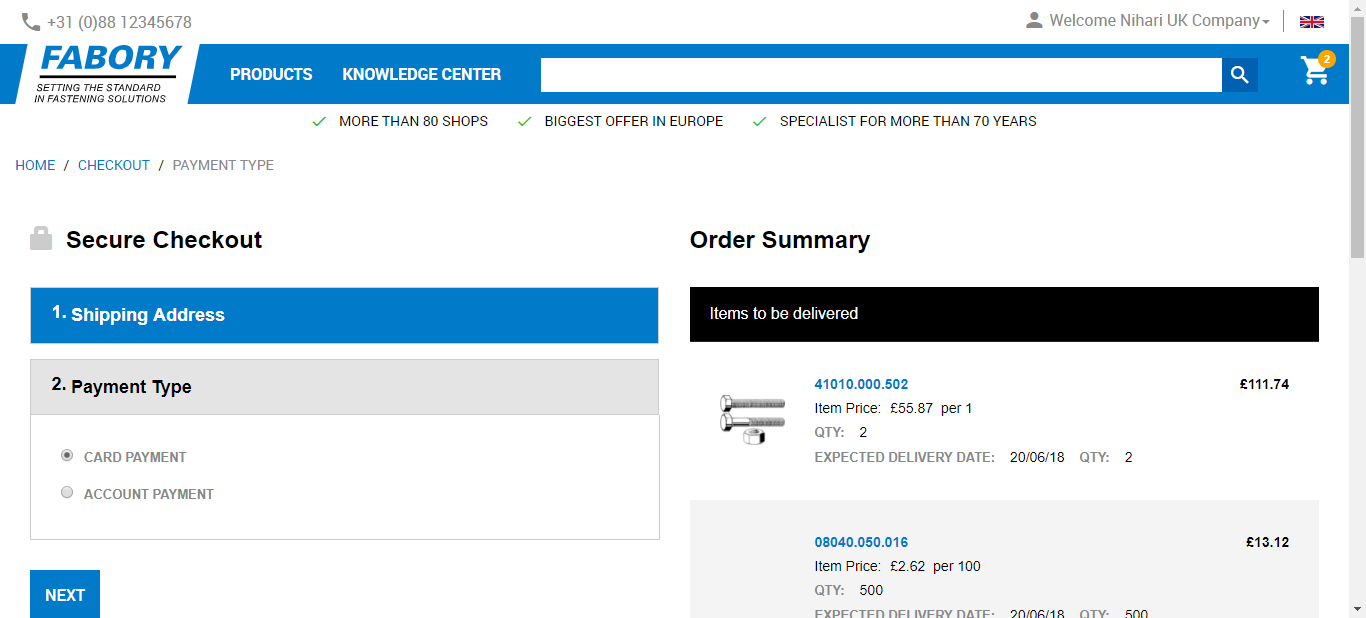 +31 (0)88 12345678
Welcome Nihari UK Company
FABORY
SETTING THE STANDARD
IN FASTENING SOLUTIONS
PRODUCTS KNOWLEDGE CENTER
2
MORE THAN 80 SHOPS BIGGEST OFFER IN EUROPE SPECIALIST FOR MORE THAN 70 YEARS
HOME / CHECKOUT / PAYMENT TYPE
Secure Checkout
1. Shipping Address
2. Payment Type
CARD PAYMENT
ACCOUNT PAYMENT
NEXT
Order Summary
Items to be delivered
41010.000.502 £111.74
Item Price: £55.87 per 1
QTY: 2
EXPECTED DELIVERY DATE: 20/06/18 QTY: 2
08040.050.016 £13.12
Item Price: £2.62 per 100
QTY: 500
EXPECTED DELIVERY DATE: 20/06/18 QTY: 500